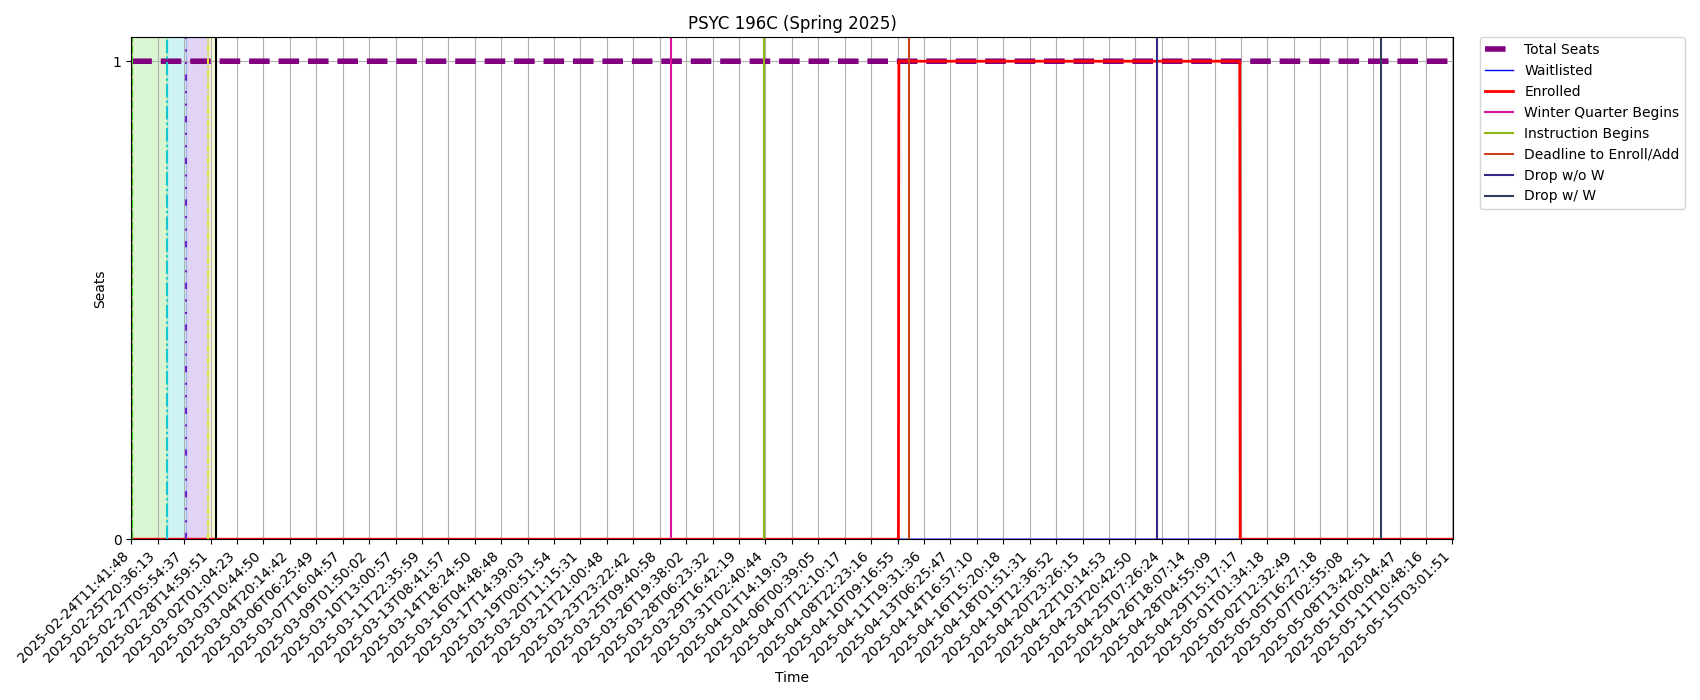 PSYC 196C (Spring 2025)
Total Seats
Waitlisted
Enrolled
Winter Quarter Begins
Instruction Begins
Deadline to Enroll/Add
Drop w/o W
Drop w/ W
Seats
1
0
2025-02-24T11:41:48
2025-02-25T20:36:13
2025-02-27T05:54:37
2025-02-28T14:59:51
2025-03-02T01:04:23
2025-03-03T10:44:50
2025-03-04T20:14:42
2025-03-06T06:25:49
2025-03-07T16:04:57
2025-03-09T01:50:02
2025-03-10T13:00:57
2025-03-11T22:35:59
2025-03-13T08:41:57
2025-03-14T18:24:50
2025-03-16T04:48:48
2025-03-17T14:39:03
2025-03-19T00:51:54
2025-03-20T11:15:31
2025-03-21T21:00:48
2025-03-23T23:22:42
2025-03-25T09:40:58
2025-03-26T19:38:02
2025-03-28T06:23:32
2025-03-29T16:42:19
2025-03-31T02:40:44
2025-04-01T14:19:03
2025-04-06T00:39:05
2025-04-07T12:10:17
2025-04-08T22:23:16
2025-04-10T09:16:55
2025-04-11T19:31:36
2025-04-13T06:25:47
2025-04-14T16:57:10
2025-04-16T15:20:18
2025-04-18T01:51:31
2025-04-19T12:36:52
2025-04-20T23:26:15
2025-04-22T10:14:53
2025-04-23T20:42:50
2025-04-25T07:26:24
2025-04-26T18:07:14
2025-04-28T04:55:09
2025-04-29T15:17:17
2025-05-01T01:34:18
2025-05-02T12:32:49
2025-05-05T16:27:18
2025-05-07T02:55:08
2025-05-08T13:42:51
2025-05-10T00:04:47
2025-05-11T10:48:16
2025-05-15T03:01:51
Time